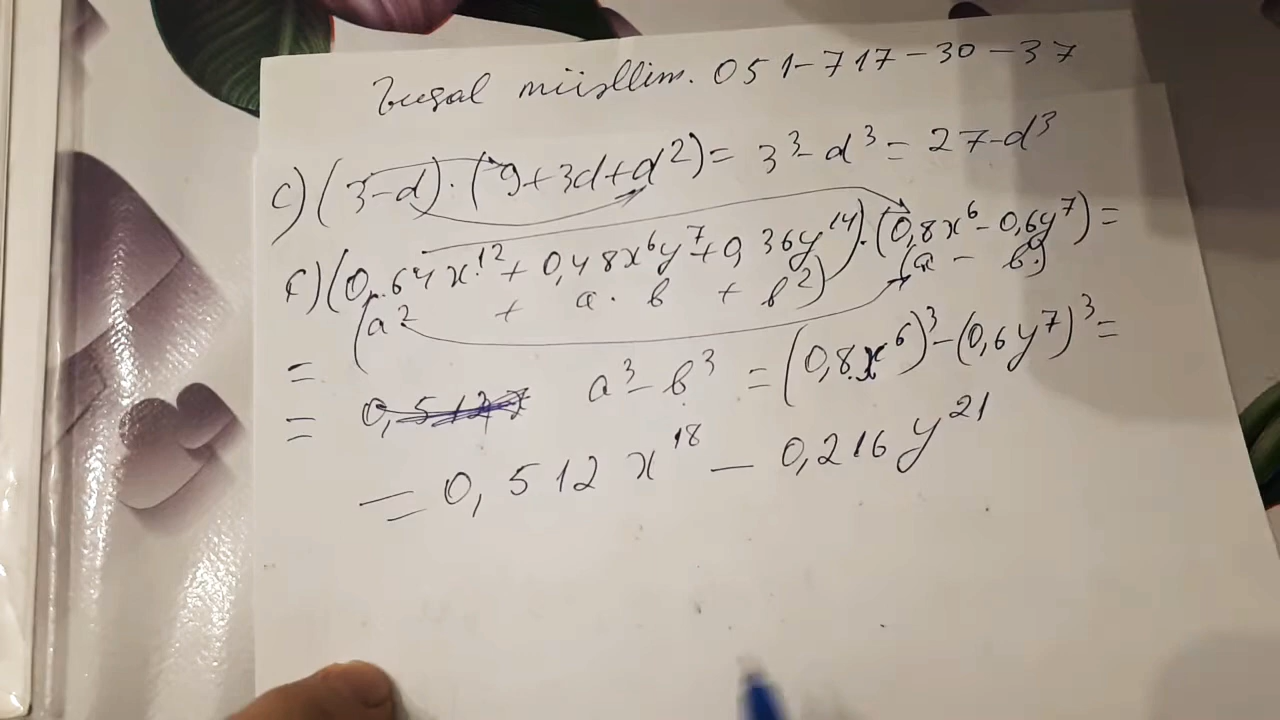 müəllim. 051-717-30-37
c) (3-d)·(9+3d+d²)= 3³-d³= 27-d³
(0,64x¹²+0,48x⁶y⁷+0,36y¹⁴)·(0,8x⁶-0,6y⁷)=
= (a² + a·b + b²) (a - b)
= a³-b³ =(0,8x⁶)³-(0,6y⁷)³=
= 0,512x¹⁸-0,216y²¹